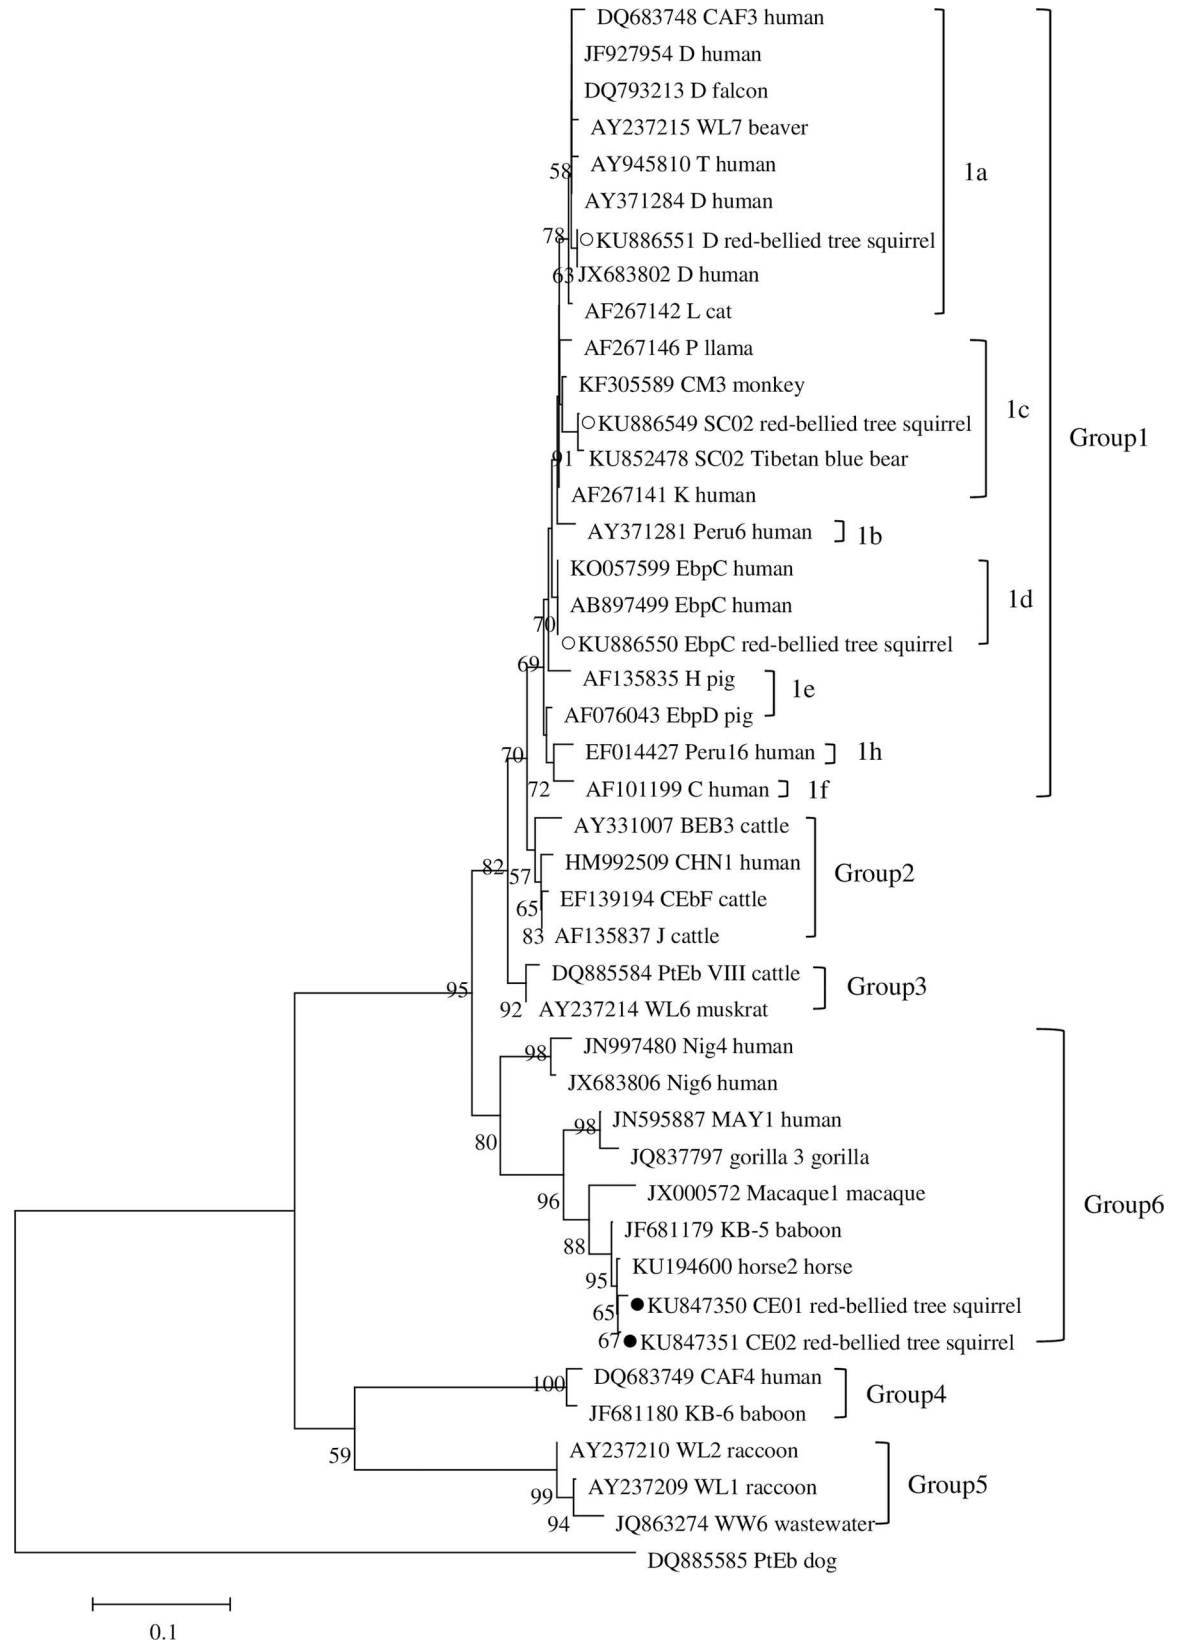 DQ683748 CAF3 human
JF927954 D human
DQ793213 D falcon
AY237215 WL7 beaver
AY945810 T human
58
1a
AY371284 D human
78
KU886551 D red-bellied tree squirrel
63
JX683802 D human
AF267142 L cat
AF267146 P llama
KF305589 CM3 monkey
1c
KU886549 SC02 red-bellied tree squirrel
Group1
91
KU852478 SC02 Tibetan blue bear
AF267141 K human
AY371281 Peru6 human
1b
KO057599 EbpC human
AB897499 EbpC human
1d
70
KU886550 EbpC red-bellied tree squirrel
69
AF135835 H pig
1e
AF076043 EbpD pig
70
EF014427 Peru16 human
1h
72
AF101199 C human
1f
AY331007 BEB3 cattle
82
HM992509 CHN1 human
Group2
57
EF139194 CEbF cattle
65
83
AF135837 J cattle
DQ885584 PtEb VIII cattle
95
Group3
92
AY237214 WL6 muskrat
98
JN997480 Nig4 human
JX683806 Nig6 human
JN595887 MAY1 human
98
80
JQ837797 gorilla 3 gorilla
96
JX000572 Macaque1 macaque
Group6
JF681179 KB-5 baboon
88
KU194600 horse2 horse
95
KU847350 CE01 red-bellied tree squirrel
65
67
KU847351 CE02 red-bellied tree squirrel
100
DQ683749 CAF4 human
Group4
JF681180 KB-6 baboon
59
AY237210 WL2 raccoon
AY237209 WL1 raccoon
Group5
99
94
JQ863274 WW6 wastewater
DQ885585 PtEb dog
0.1